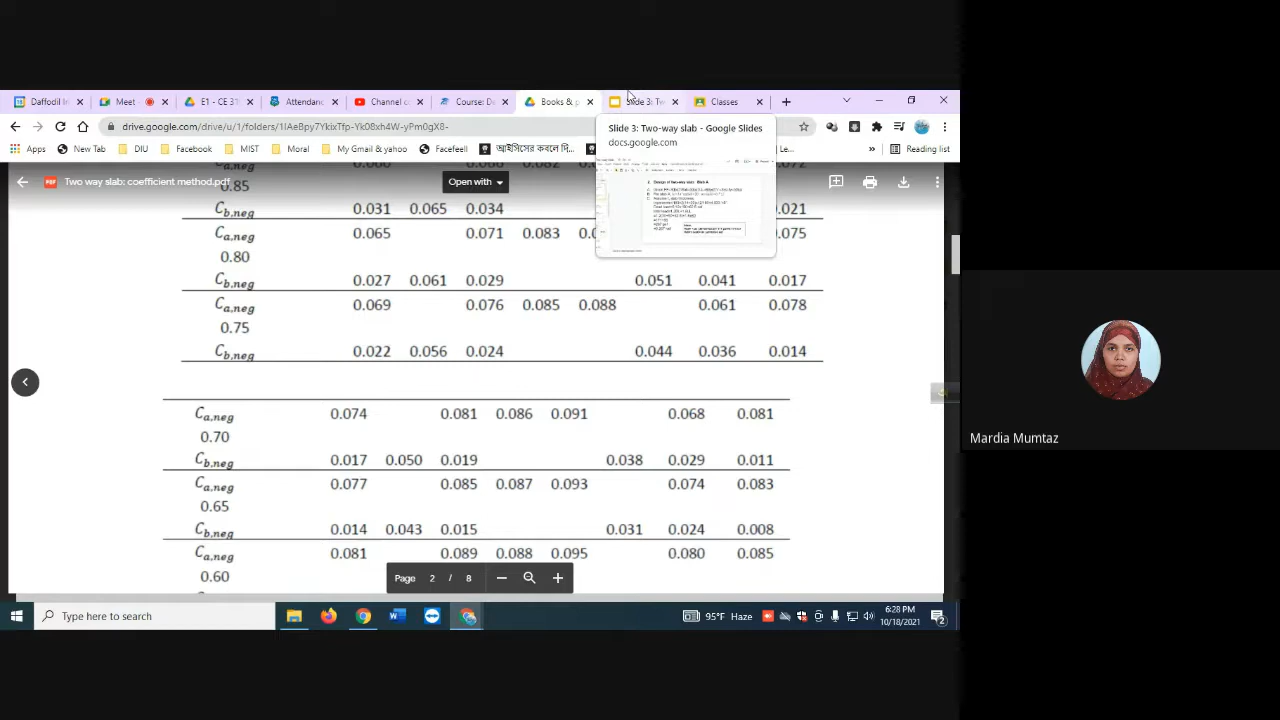 Daffodil In
Meet -
E1 - CE 31
Attendanc
Channel co
Course: De
Books & p
Slide 3: Tw
Classes
drive.google.com/drive/u/1/folders/1IAeBpy7YkixTfp-Yk08xh4W-yPm0gX8-
Apps
New Tab
DIU
Facebook
MIST
Moral
My Gmail & yahoo
Facefeell
Le...
»
Reading list
Slide 3: Two-way slab - Google Slides
docs.google.com
Two way slab: coefficient method.pdf
Open with
0.85
C_b,neg 0.031 0.065 0.034 0.021
C_a,neg 0.065 0.071 0.083 0.075
0.80
C_b,neg 0.027 0.061 0.029 0.051 0.041 0.017
C_a,neg 0.069 0.076 0.085 0.088 0.061 0.078
0.75
C_b,neg 0.022 0.056 0.024 0.044 0.036 0.014
C_a,neg 0.074 0.081 0.086 0.091 0.068 0.081
0.70
C_b,neg 0.017 0.050 0.019 0.038 0.029 0.011
C_a,neg 0.077 0.085 0.087 0.093 0.074 0.083
0.65
C_b,neg 0.014 0.043 0.015 0.031 0.024 0.008
C_a,neg 0.081 0.089 0.088 0.095 0.080 0.085
0.60
Page 2 / 8
Mardia Mumtaz
Type here to search
95°F Haze
6:28 PM
10/18/2021
2